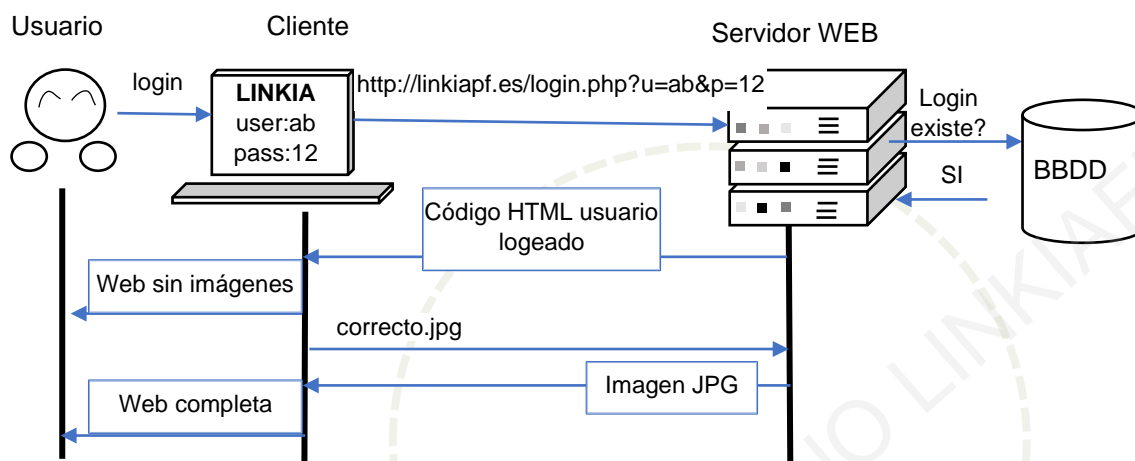 Usuario
Cliente
Servidor WEB
login
LINKIA
user:ab
pass:12
http://linkiapf.es/login.php?u=ab&p=12
Login
existe?
SI
BBDD
Código HTML usuario
logeado
Web sin imágenes
correcto.jpg
Imagen JPG
Web completa